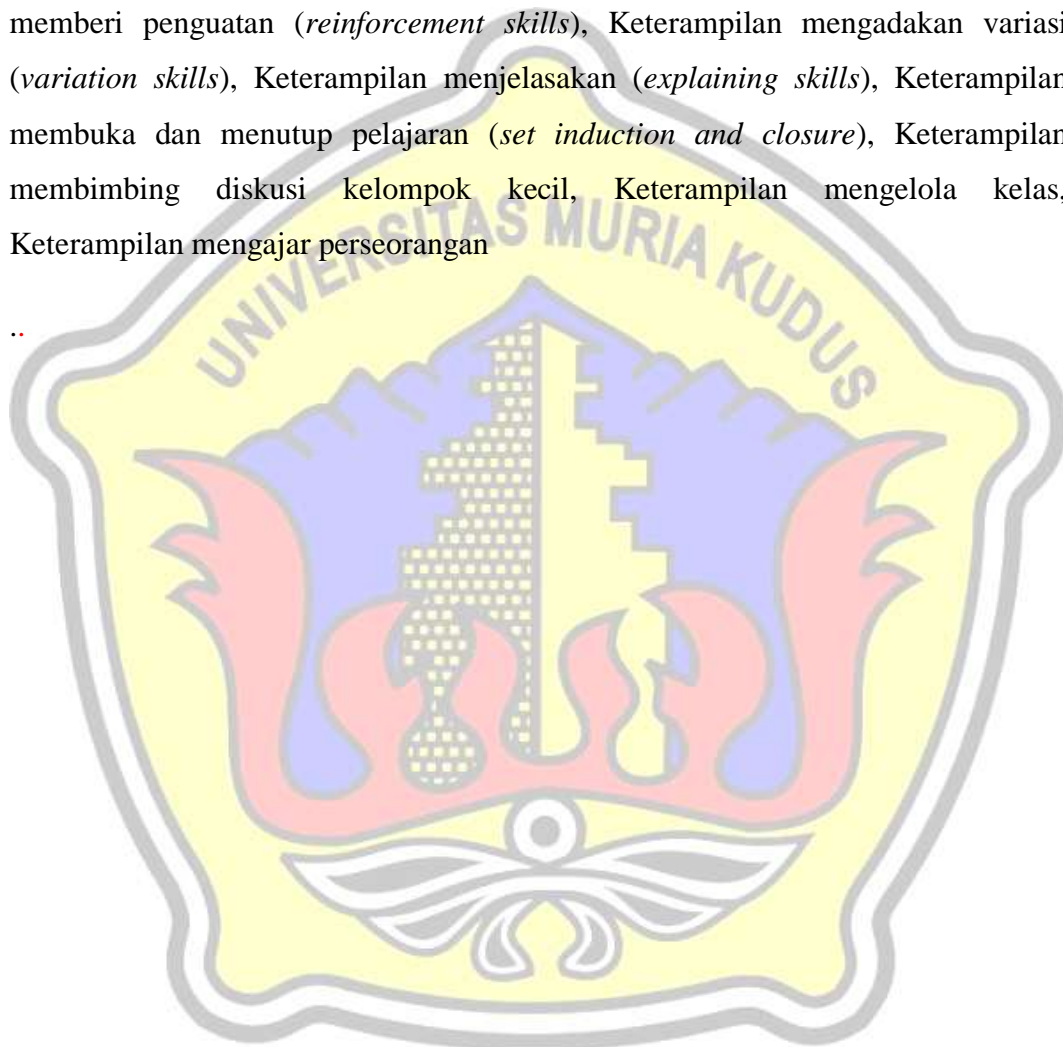 memberi penguatan (reinforcement skills), Keterampilan mengadakan variasi
(variation skills), Keterampilan menjelasakan (explaining skills), Keterampilan
membuka dan menutup pelajaran (set induction and closure), Keterampilan
membimbing diskusi kelompok kecil, Keterampilan mengelola kelas,
Keterampilan mengajar perseorangan
..
UNIVERSITAS MURIA KUDUS